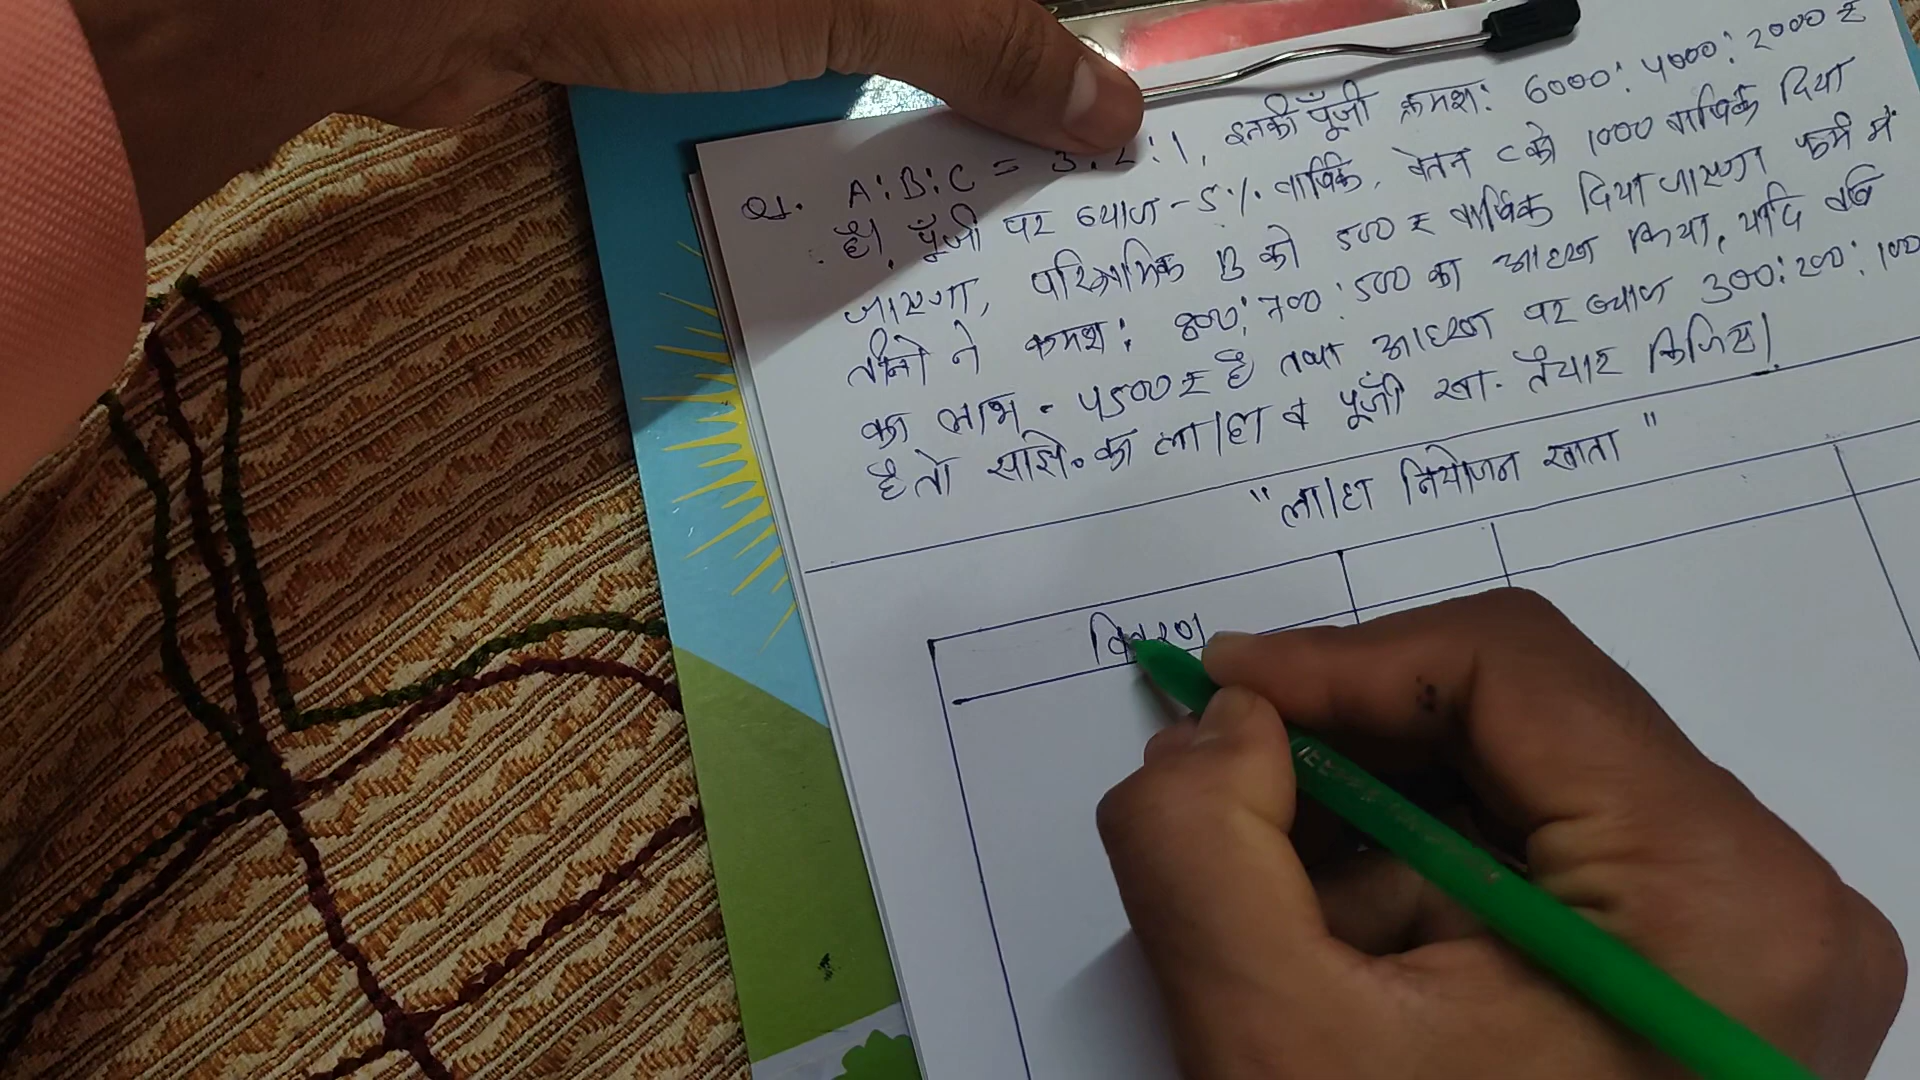 Q1. A:B:C = 3:2:1, इनकी पूँजी क्रमश: 6000:4000:2000 ₹
है। पूँजी पर ब्याज - 5% वार्षिक, वेतन C को 1000 वार्षिक दिया
जाएगा, पारिश्रमिक B को 500 ₹ वार्षिक दिया जाएगा फर्म में
तीनो ने क्रमश: 800:700:500 का आहरण किया, यदि वर्ष
का लाभ - 4500 ₹ है तथा आहरण पर ब्याज 300:200:100
है तो साझे० का ला/हा व पूँजी खा. तैयार किजिए।
"ला/हा नियोजन खाता"
विवरण